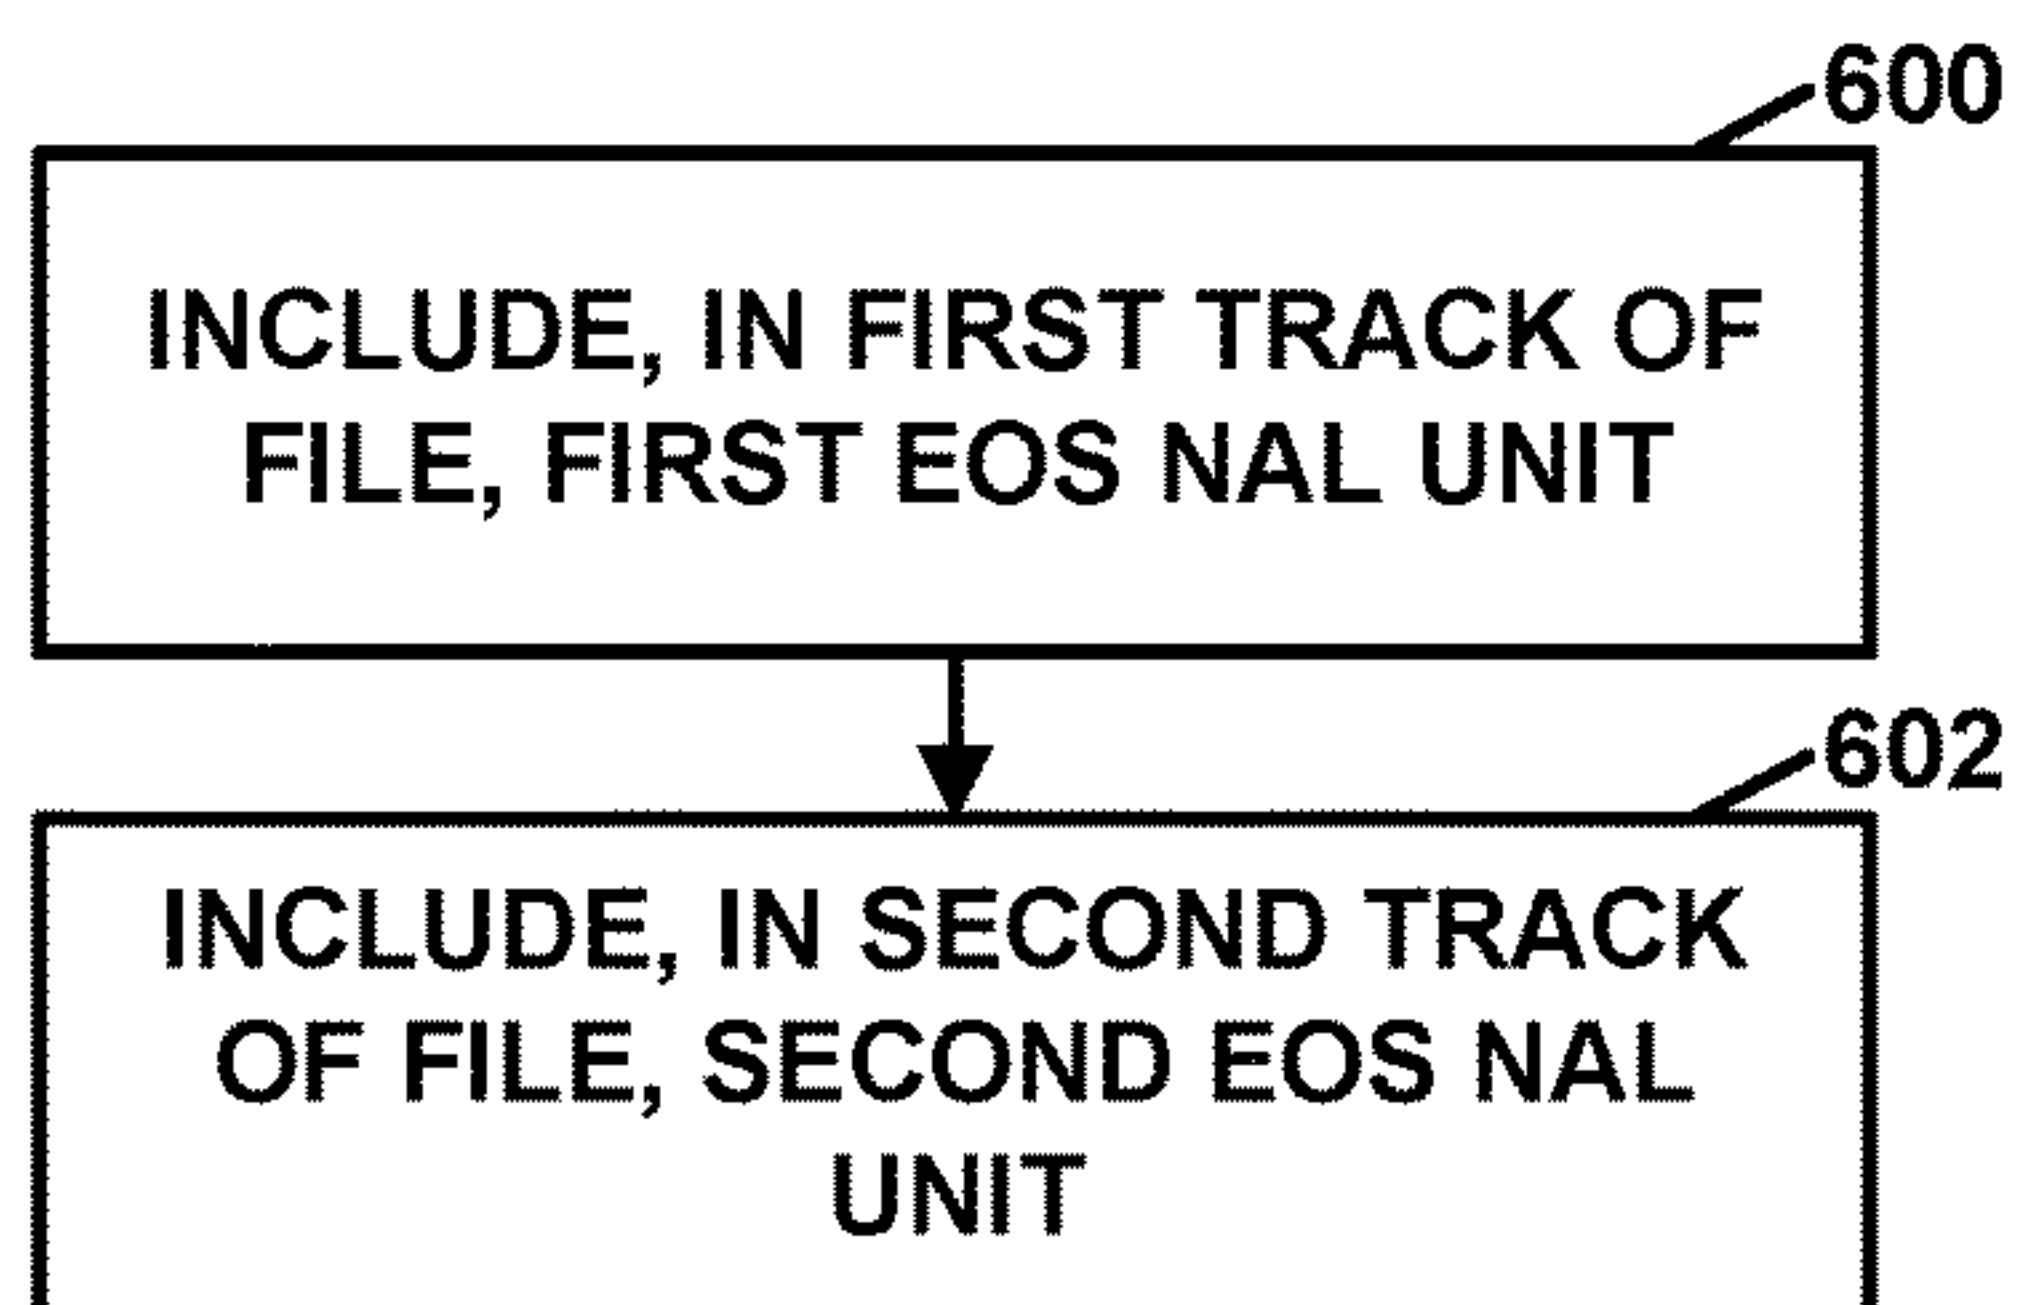 600
INCLUDE, IN FIRST TRACK OF
FILE, FIRST EOS NAL UNIT
602
INCLUDE, IN SECOND TRACK
OF FILE, SECOND EOS NAL
UNIT